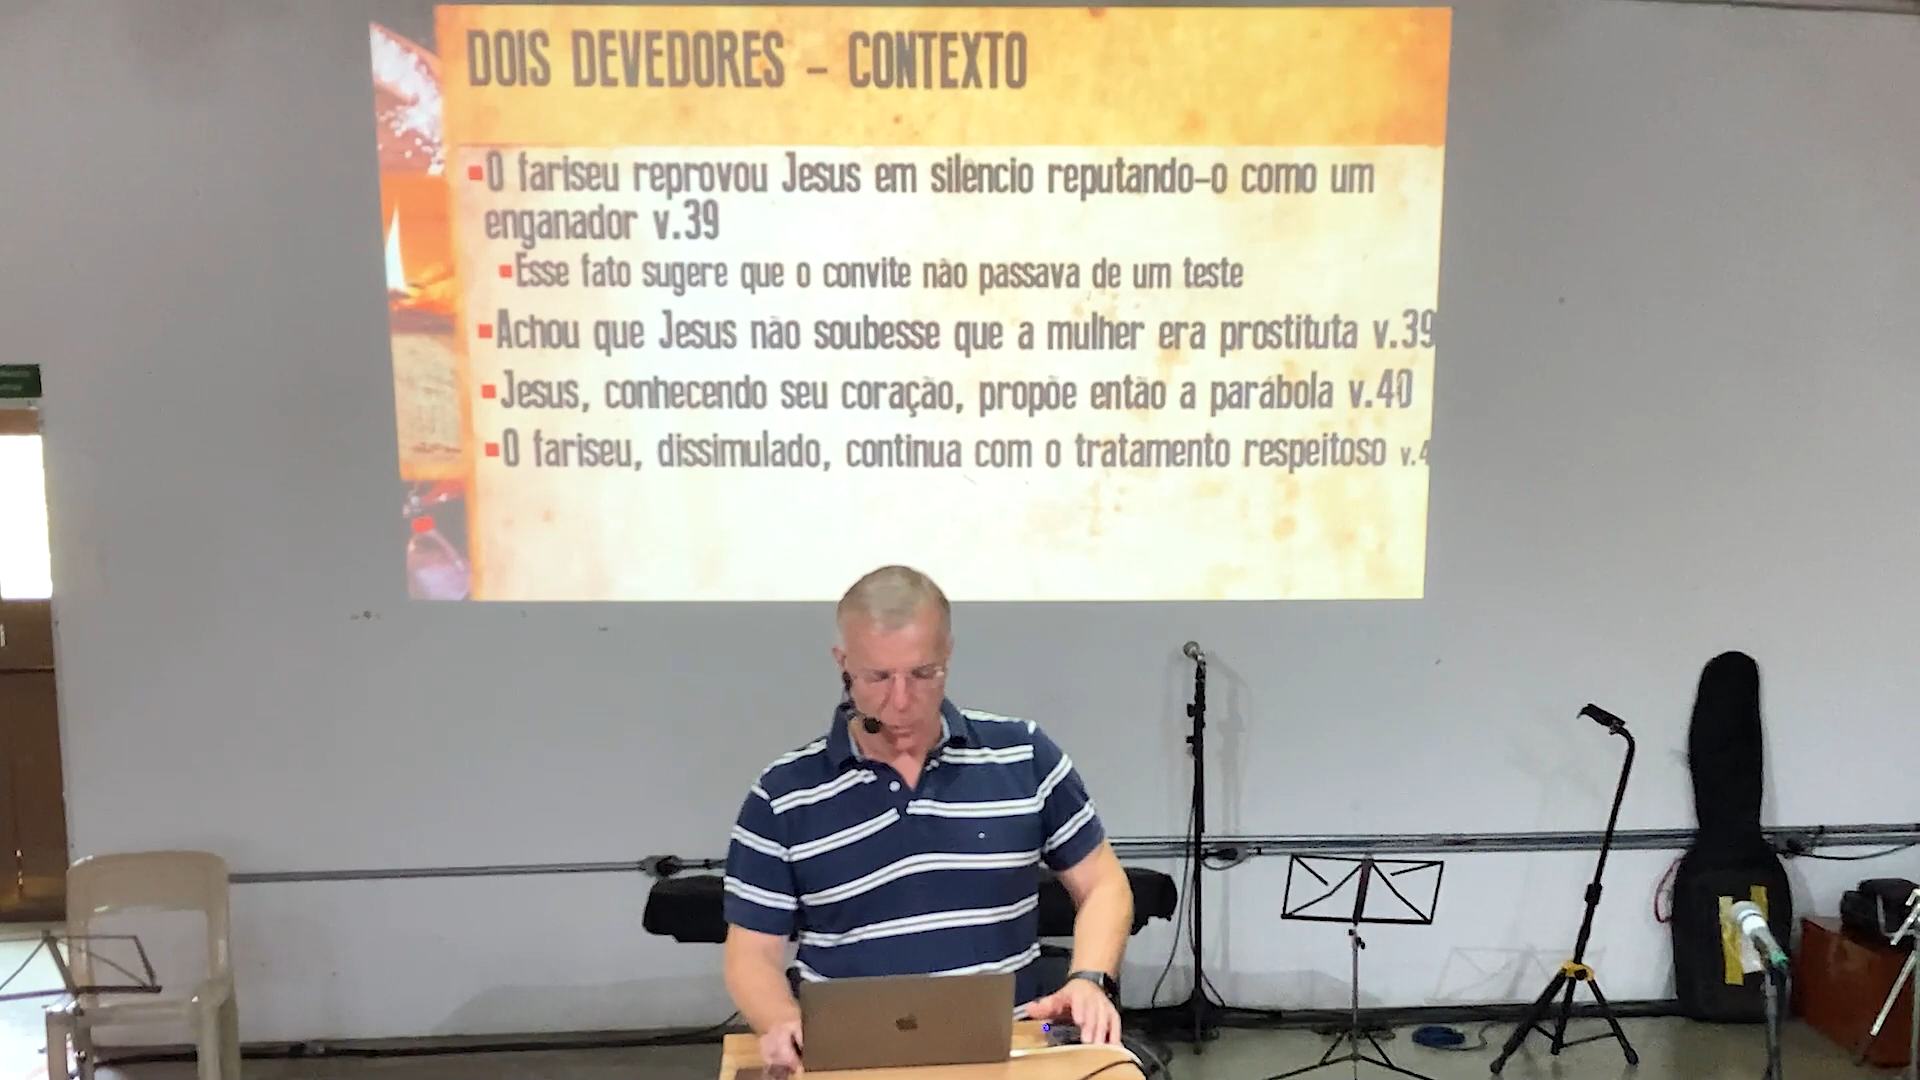 DOIS DEVEDORES - CONTEXTO
▪O fariseu reprovou Jesus em silêncio reputando-o como um
enganador v.39
▪Esse fato sugere que o convite não passava de um teste
▪Achou que Jesus não soubesse que a mulher era prostituta v.39
▪Jesus, conhecendo seu coração, propõe então a parábola v.40
▪O fariseu, dissimulado, continua com o tratamento respeitoso